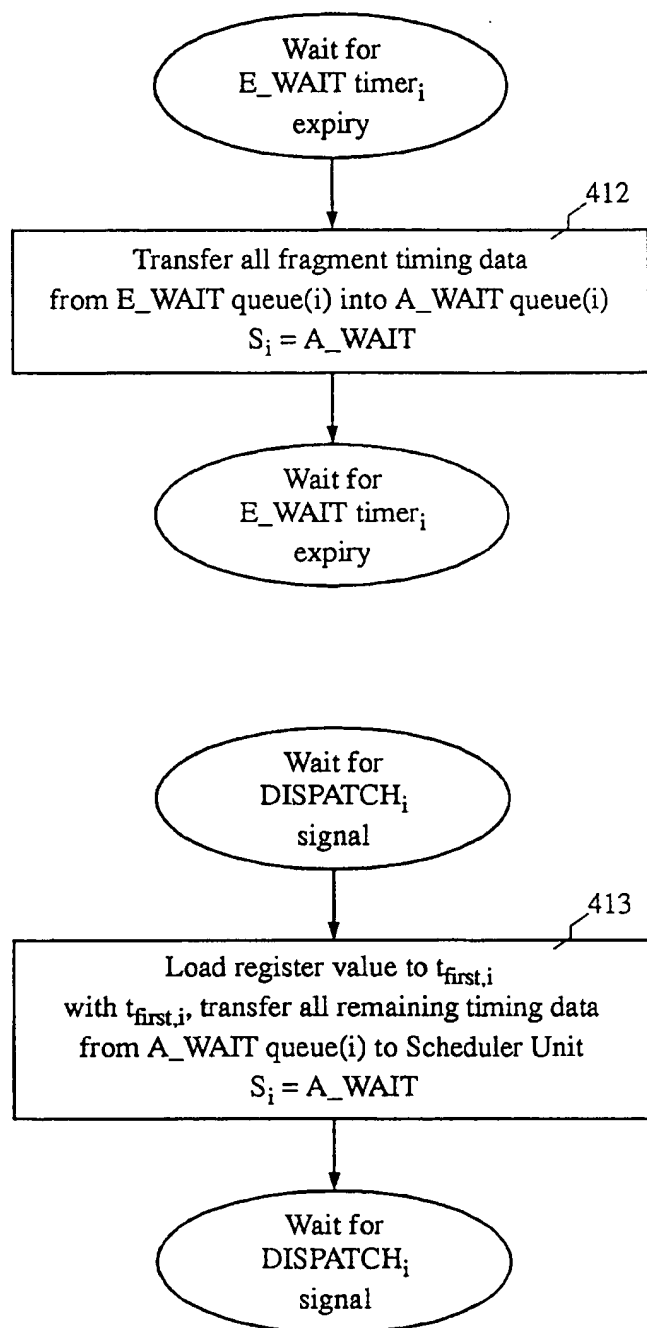 Wait for
E_WAIT timer_i
expiry
412
Transfer all fragment timing data
from E_WAIT queue(i) into A_WAIT queue(i)
S_i = A_WAIT
Wait for
E_WAIT timer_i
expiry
Wait for
DISPATCH_i
signal
413
Load register value to t_first,i
with t_first,i, transfer all remaining timing data
from A_WAIT queue(i) to Scheduler Unit
S_i = A_WAIT
Wait for
DISPATCH_i
signal